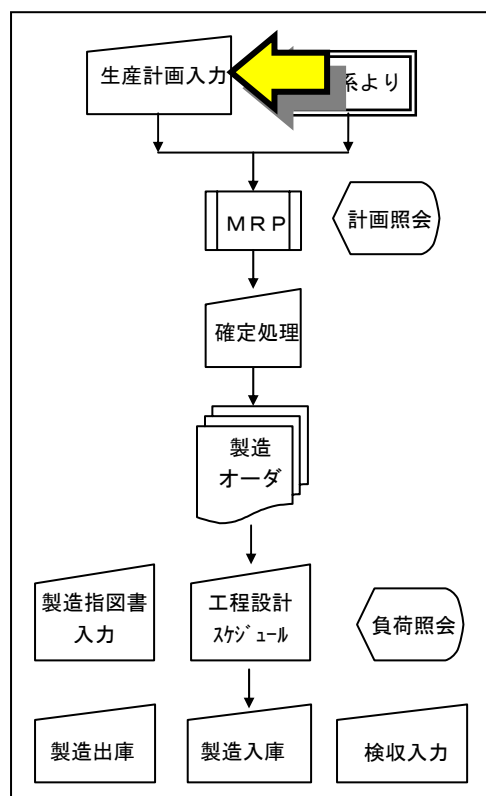 生産計画入力
系より
ＭＲＰ
計画照会
確定処理
製造
オーダ
製造指図書
入力
工程設計
ｽｹｼﾞｭｰﾙ
負荷照会
製造出庫
製造入庫
検収入力